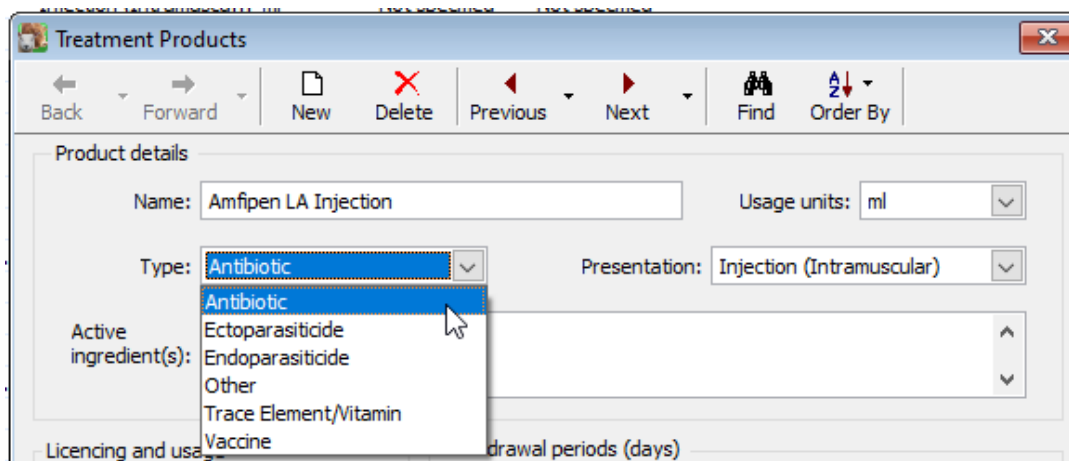 Treatment Products
Back Forward New Delete Previous Next Find Order By
Product details
Name: Amfipen LA Injection Usage units: ml
Type: Antibiotic Presentation: Injection (Intramuscular)
Antibiotic
Active
Ectoparasiticide
ingredient(s):
Endoparasiticide
Other
Trace Element/Vitamin
Vaccine
Licencing and usage
drawal periods (days)